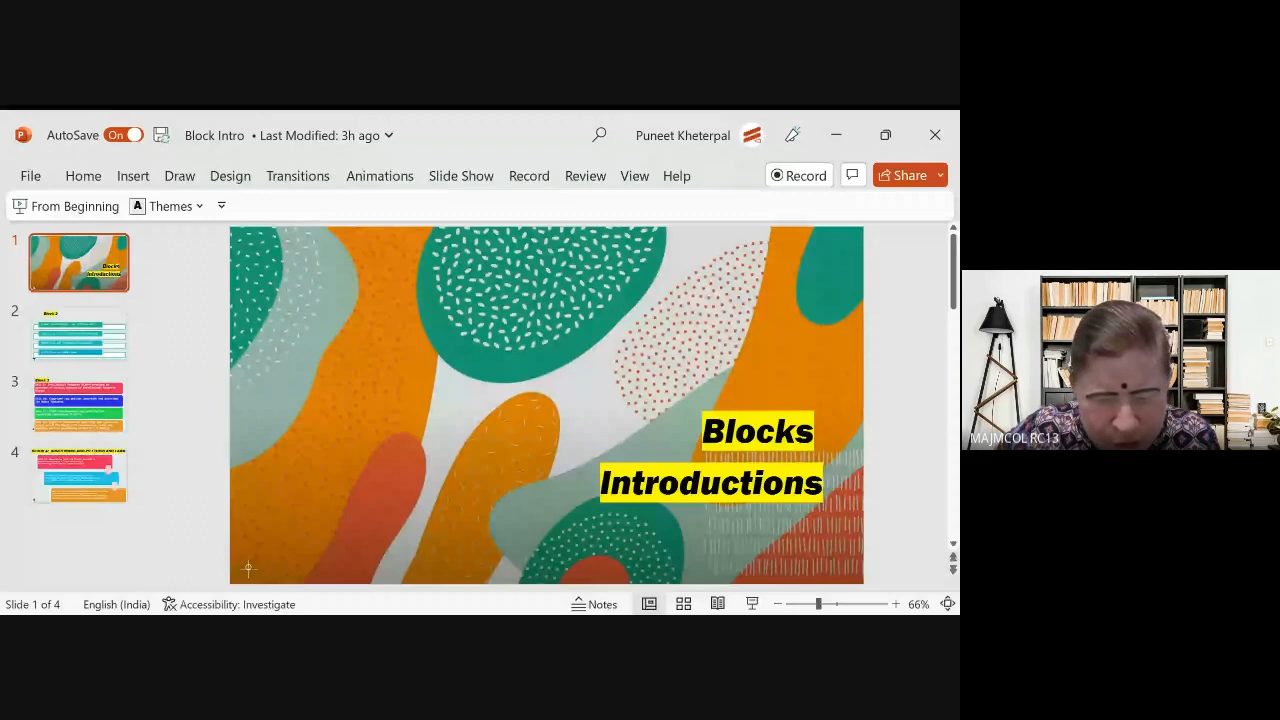 AutoSave On Block Intro • Last Modified: 3h ago Puneet Kheterpal
File Home Insert Draw Design Transitions Animations Slide Show Record Review View Help Record Share
From Beginning A Themes
1
Blocks
Introductions
2
3
4
Blocks
Introductions
MAJMCOL RC13
Slide 1 of 4 English (India) Accessibility: Investigate Notes 66%